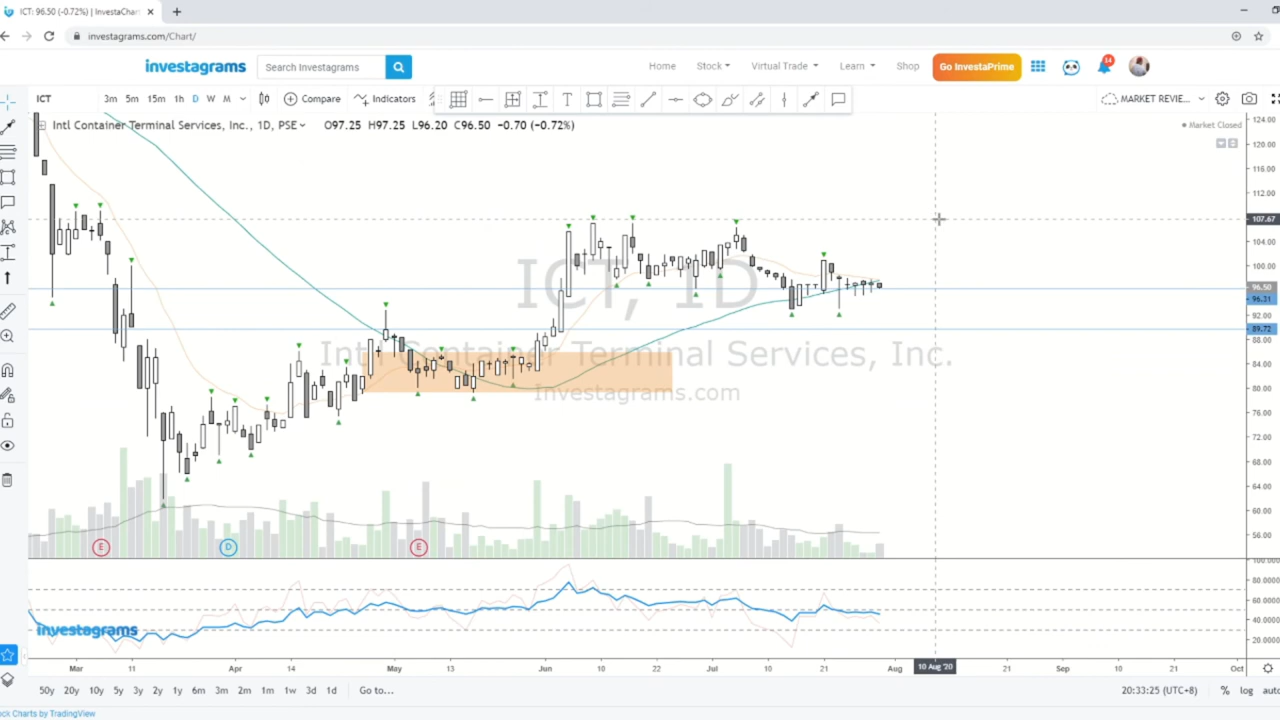 ICT: 96.50 (-0.72%) | InvestaChar
investagrams.com/Chart/
investagrams
Search Investagrams
Home
Stock
Virtual Trade
Learn
Shop
Go InvestaPrime
14
ICT
3m 5m 15m 1h D W M
Compare
Indicators
MARKET REVIE...
Intl Container Terminal Services, Inc., 1D, PSE
O97.25 H97.25 L96.20 C96.50 −0.70 (−0.72%)
Market Closed
124.00
120.00
116.00
112.00
107.67
104.00
100.00
96.50
96.31
92.00
89.72
88.00
84.00
80.00
76.00
72.00
68.00
64.00
60.00
56.00
ICT, 1D
Intl Container Terminal Services, Inc.
Investagrams.com
E
D
E
100.000
80.0000
60.0000
40.0000
20.0000
investagrams
Mar 11 Apr 14 May 13 Jun 10 22 Jul 10 21 Aug 10 Aug '20 21 Sep 10 21 Oct
50y 20y 10y 5y 3y 2y 1y 6m 3m 2m 1m 1w 3d 1d Go to...
20:33:25 (UTC+8) % log auto
ock Charts by TradingView